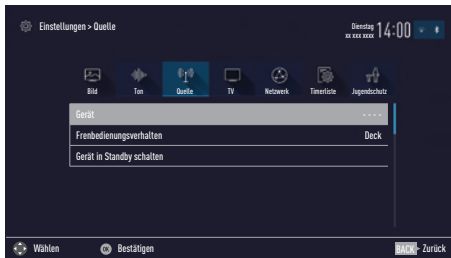 Einstellungen > Quelle
Dienstag
xx xxx xxxx
14:00
Bild Ton Quelle TV Netzwerk Timerliste Jugendschutz
Gerät ----
Frenbedienungsverhalten Deck
Gerät in Standby schalten
Wählen OK Bestätigen BACK - Zurück